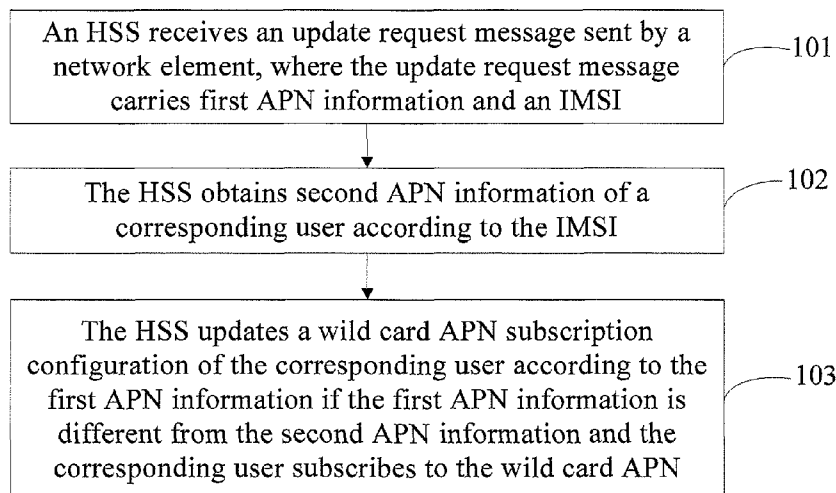 An HSS receives an update request message sent by a
network element, where the update request message
carries first APN information and an IMSI
101
The HSS obtains second APN information of a
corresponding user according to the IMSI
102
The HSS updates a wild card APN subscription
configuration of the corresponding user according to the
first APN information if the first APN information is
different from the second APN information and the
corresponding user subscribes to the wild card APN
103